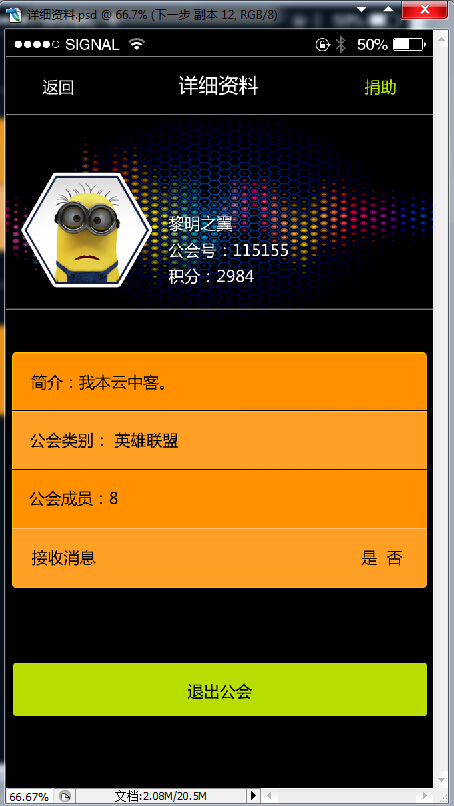 详细资料.psd @ 66.7% (下一步 副本 12, RGB/8)
SIGNAL 50%
返回 详细资料 捐助
黎明之翼
公会号：115155
积分：2984
简介：我本云中客。
公会类别： 英雄联盟
公会成员：8
接收消息 是 否
退出公会
66.67% 文档:2.08M/20.5M